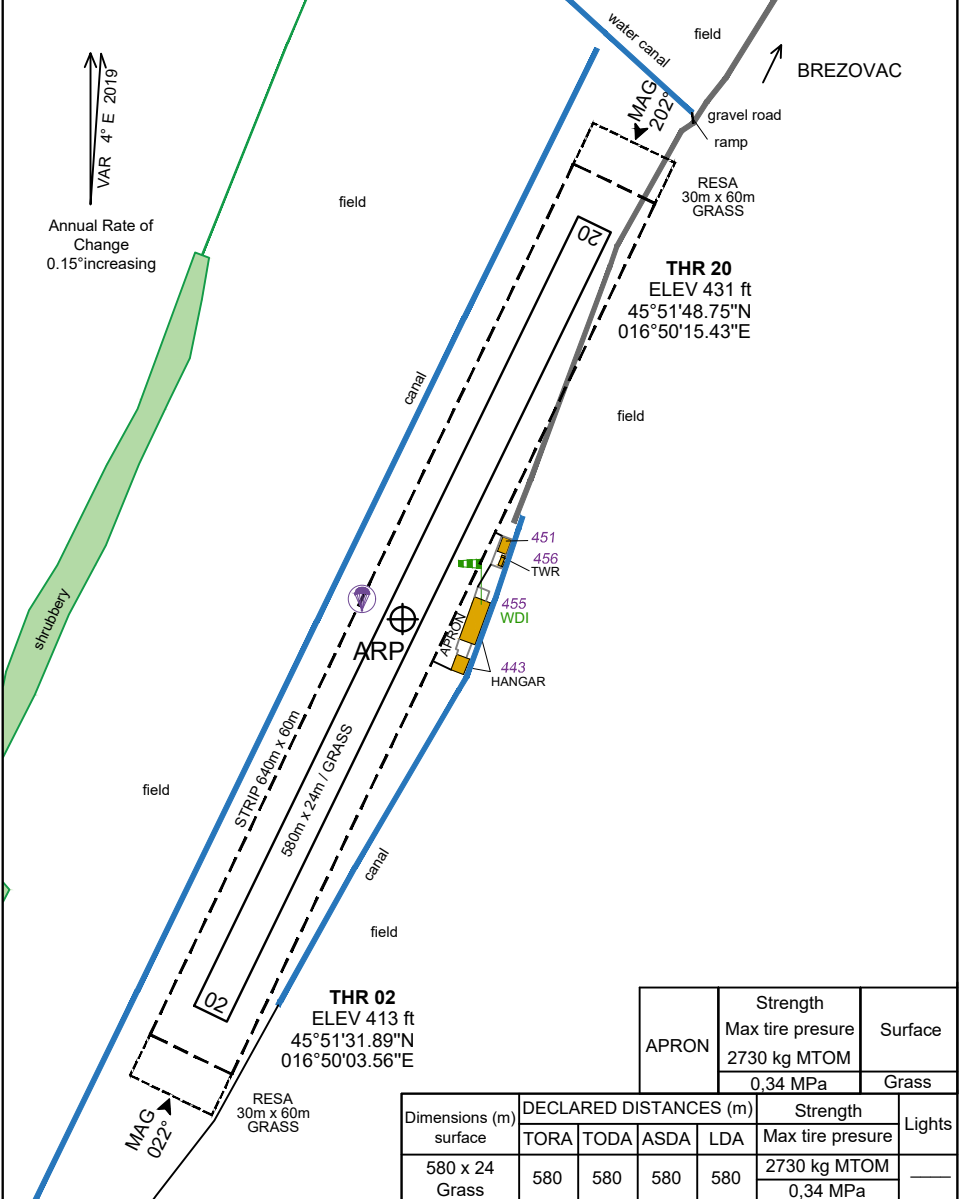 water canal
field
BREZOVAC
MAG
202°
gravel road
ramp
VAR 4° E 2019
Annual Rate of
Change
0.15°increasing
field
RESA
30m x 60m
GRASS
20
THR 20
ELEV 431 ft
45°51'48.75"N
016°50'15.43"E
canal
field
451
456
TWR
455
WDI
APRON
443
HANGAR
ARP
shrubbery
STRIP 640m x 60m
580m x 24m / GRASS
field
canal
field
02
THR 02
ELEV 413 ft
45°51'31.89"N
016°50'03.56"E
RESA
30m x 60m
GRASS
MAG
022°
APRON
Strength
Max tire presure
2730 kg MTOM
0,34 MPa
Surface
Grass
Dimensions (m)
surface
DECLARED DISTANCES (m)
TORA TODA ASDA LDA
Strength
Max tire presure
Lights
580 x 24
Grass
580 580 580 580
2730 kg MTOM
0,34 MPa